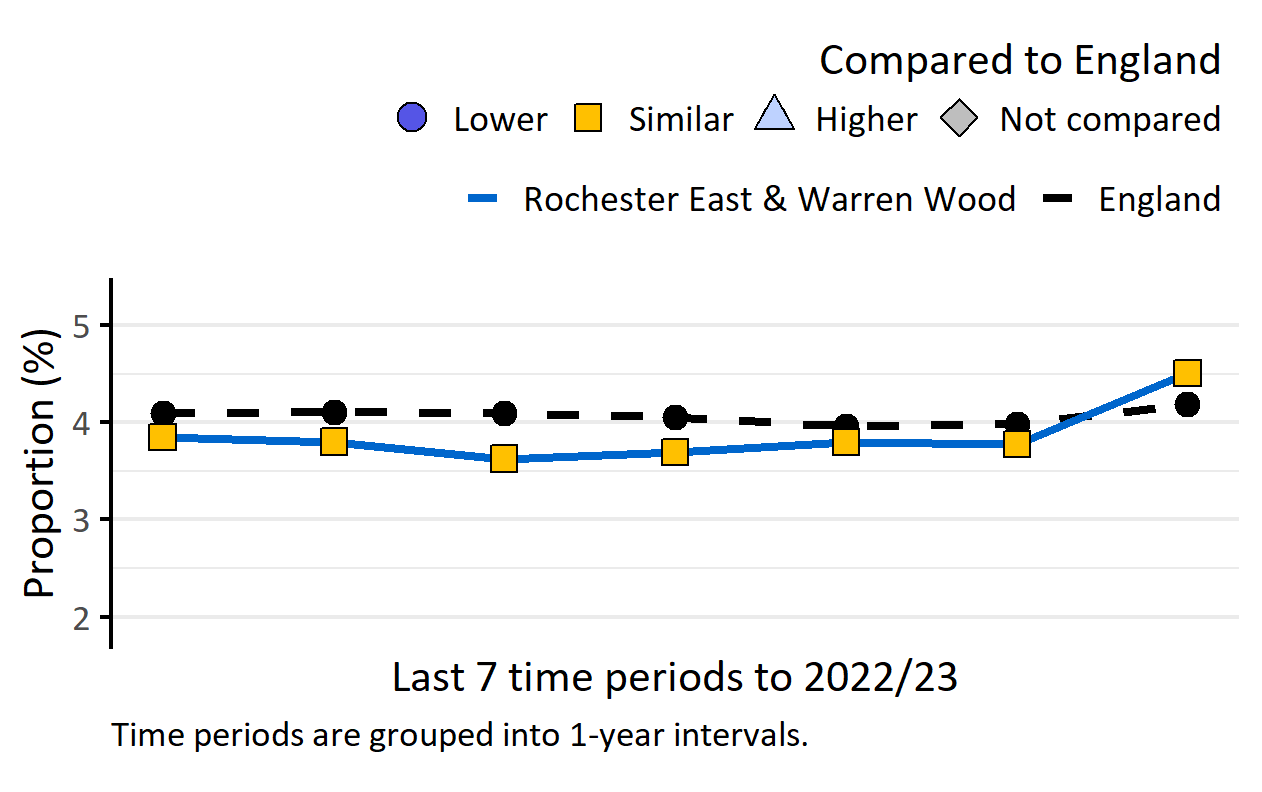 Compared to England
Lower Similar Higher Not compared
Rochester East & Warren Wood England
Proportion (%)
5
4
3
2
Last 7 time periods to 2022/23
Time periods are grouped into 1-year intervals.